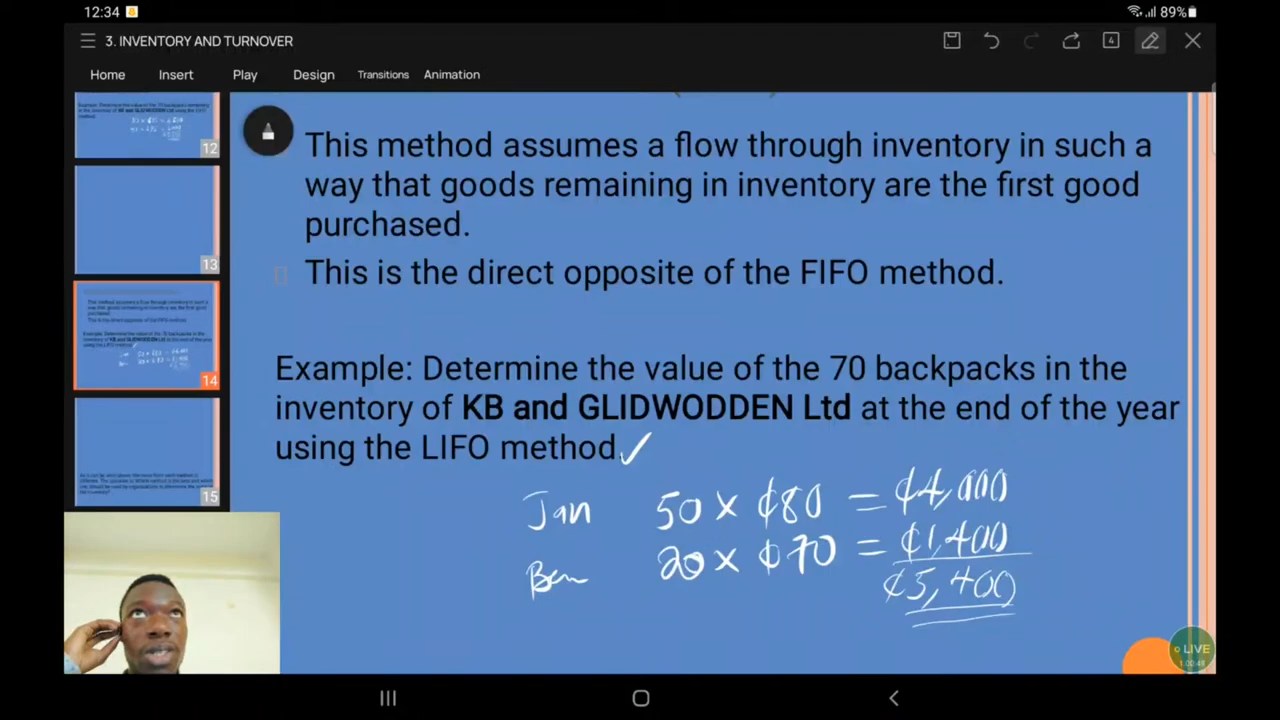 12:34
89%
3. INVENTORY AND TURNOVER
4
Home Insert Play Design Transitions Animation
12
13
14
15
This method assumes a flow through inventory in such a
way that goods remaining in inventory are the first good
purchased.
This is the direct opposite of the FIFO method.
Example: Determine the value of the 70 backpacks in the
inventory of KB and GLIDWODDEN Ltd at the end of the year
using the LIFO method
Jan 50 × ₵80 = ₵4,000
20 × ₵70 = ₵1,400
₵5,400
LIVE